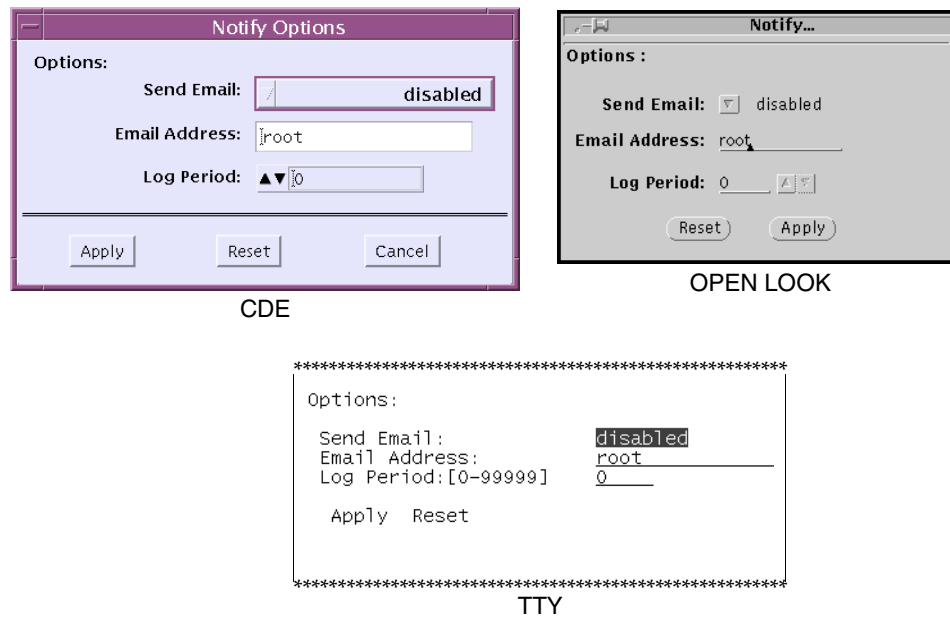 Notify Options
Options:
Send Email: disabled
Email Address: root
Log Period: 0
Apply Reset Cancel
CDE
Notify...
Options :
Send Email: disabled
Email Address: root
Log Period: 0
Reset Apply
OPEN LOOK
******************************************************
Options:
Send Email: disabled
Email Address: root
Log Period:[0-99999] 0
Apply Reset
******************************************************
TTY